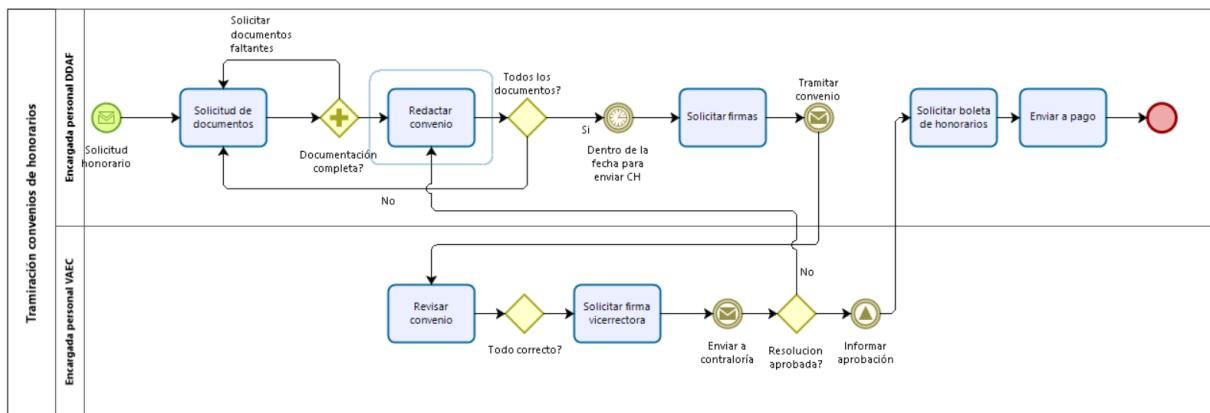 Tramiración convenios de honorarios
Encargada personal DDAF
Solicitar
documentos
faltantes
Solicitud
honorario
Solicitud de
documentos
Documentación
completa?
Redactar
convenio
Todos los
documentos?
No
Si
Dentro de la
fecha para
enviar CH
Solicitar firmas
Tramitar
convenio
Solicitar boleta
de honorarios
Enviar a pago
Encargada personal VAEC
Revisar
convenio
Todo correcto?
Solicitar firma
vicerrectora
Enviar a
contraloría
No
Resolucion
aprobada?
Informar
aprobación